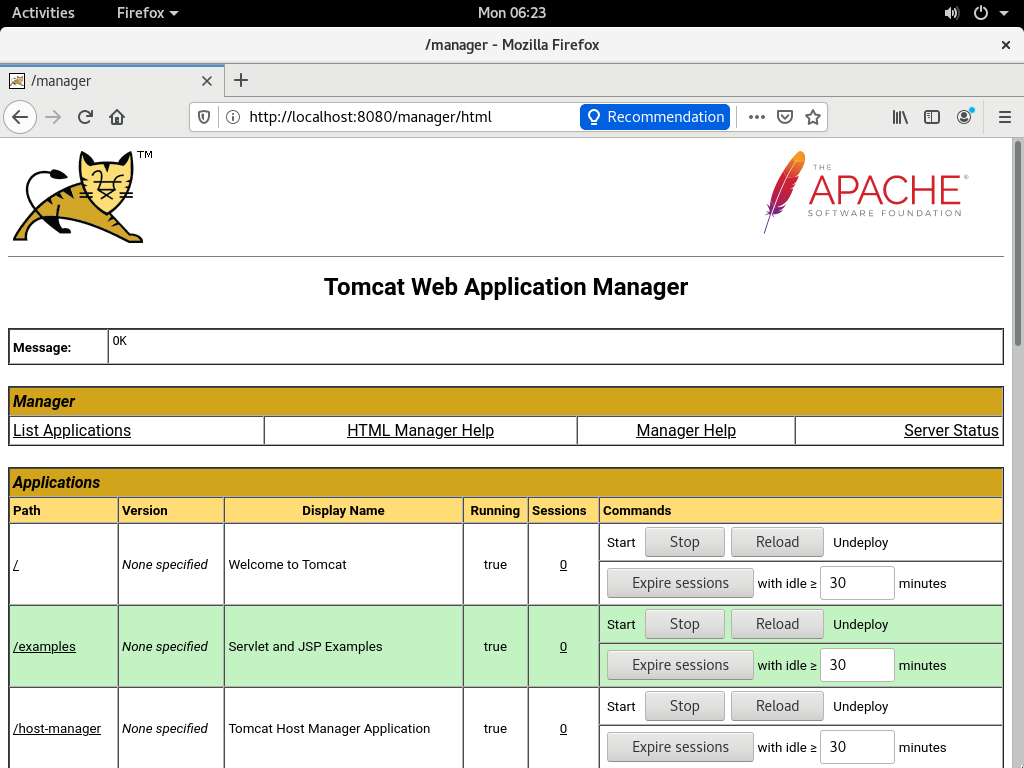 Activities Firefox Mon 06:23
/manager - Mozilla Firefox
/manager
http://localhost:8080/manager/html Recommendation
TM
THE
APACHE®
SOFTWARE FOUNDATION
Tomcat Web Application Manager
Message: OK
Manager
List Applications HTML Manager Help Manager Help Server Status
Applications
Path Version Display Name Running Sessions Commands
Start Stop Reload Undeploy
/ None specified Welcome to Tomcat true 0
Expire sessions with idle ≥ 30 minutes
Start Stop Reload Undeploy
/examples None specified Servlet and JSP Examples true 0
Expire sessions with idle ≥ 30 minutes
Start Stop Reload Undeploy
/host-manager None specified Tomcat Host Manager Application true 0
Expire sessions with idle ≥ 30 minutes